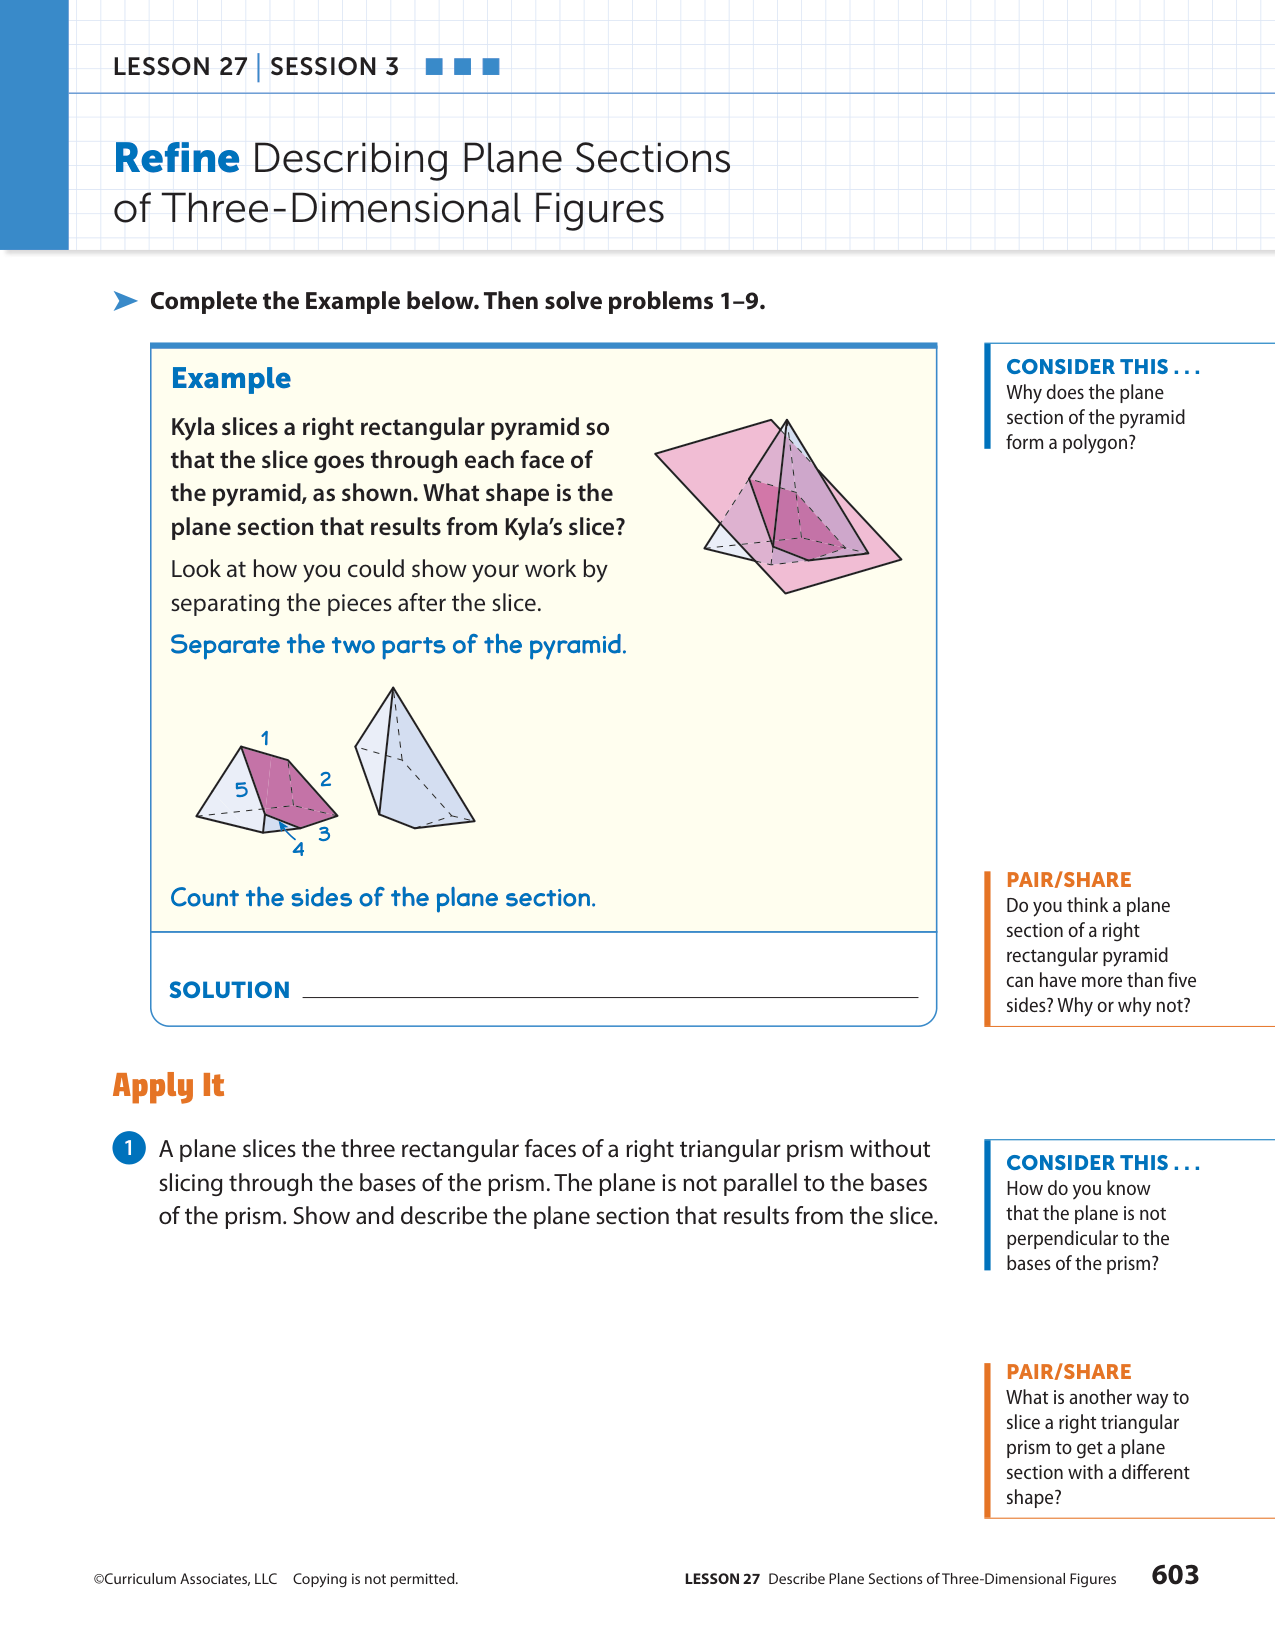 LESSON 27 | SESSION 3
Refine Describing Plane Sections
of Three-Dimensional Figures
Complete the Example below. Then solve problems 1–9.
Example
Kyla slices a right rectangular pyramid so
that the slice goes through each face of
the pyramid, as shown. What shape is the
plane section that results from Kyla's slice?
Look at how you could show your work by
separating the pieces after the slice.
Separate the two parts of the pyramid.
1
2
5
3
4
Count the sides of the plane section.
SOLUTION
CONSIDER THIS . . .
Why does the plane
section of the pyramid
form a polygon?
PAIR/SHARE
Do you think a plane
section of a right
rectangular pyramid
can have more than five
sides? Why or why not?
Apply It
1 A plane slices the three rectangular faces of a right triangular prism without
slicing through the bases of the prism. The plane is not parallel to the bases
of the prism. Show and describe the plane section that results from the slice.
CONSIDER THIS . . .
How do you know
that the plane is not
perpendicular to the
bases of the prism?
PAIR/SHARE
What is another way to
slice a right triangular
prism to get a plane
section with a different
shape?
©Curriculum Associates, LLC Copying is not permitted.
LESSON 27 Describe Plane Sections of Three-Dimensional Figures 603